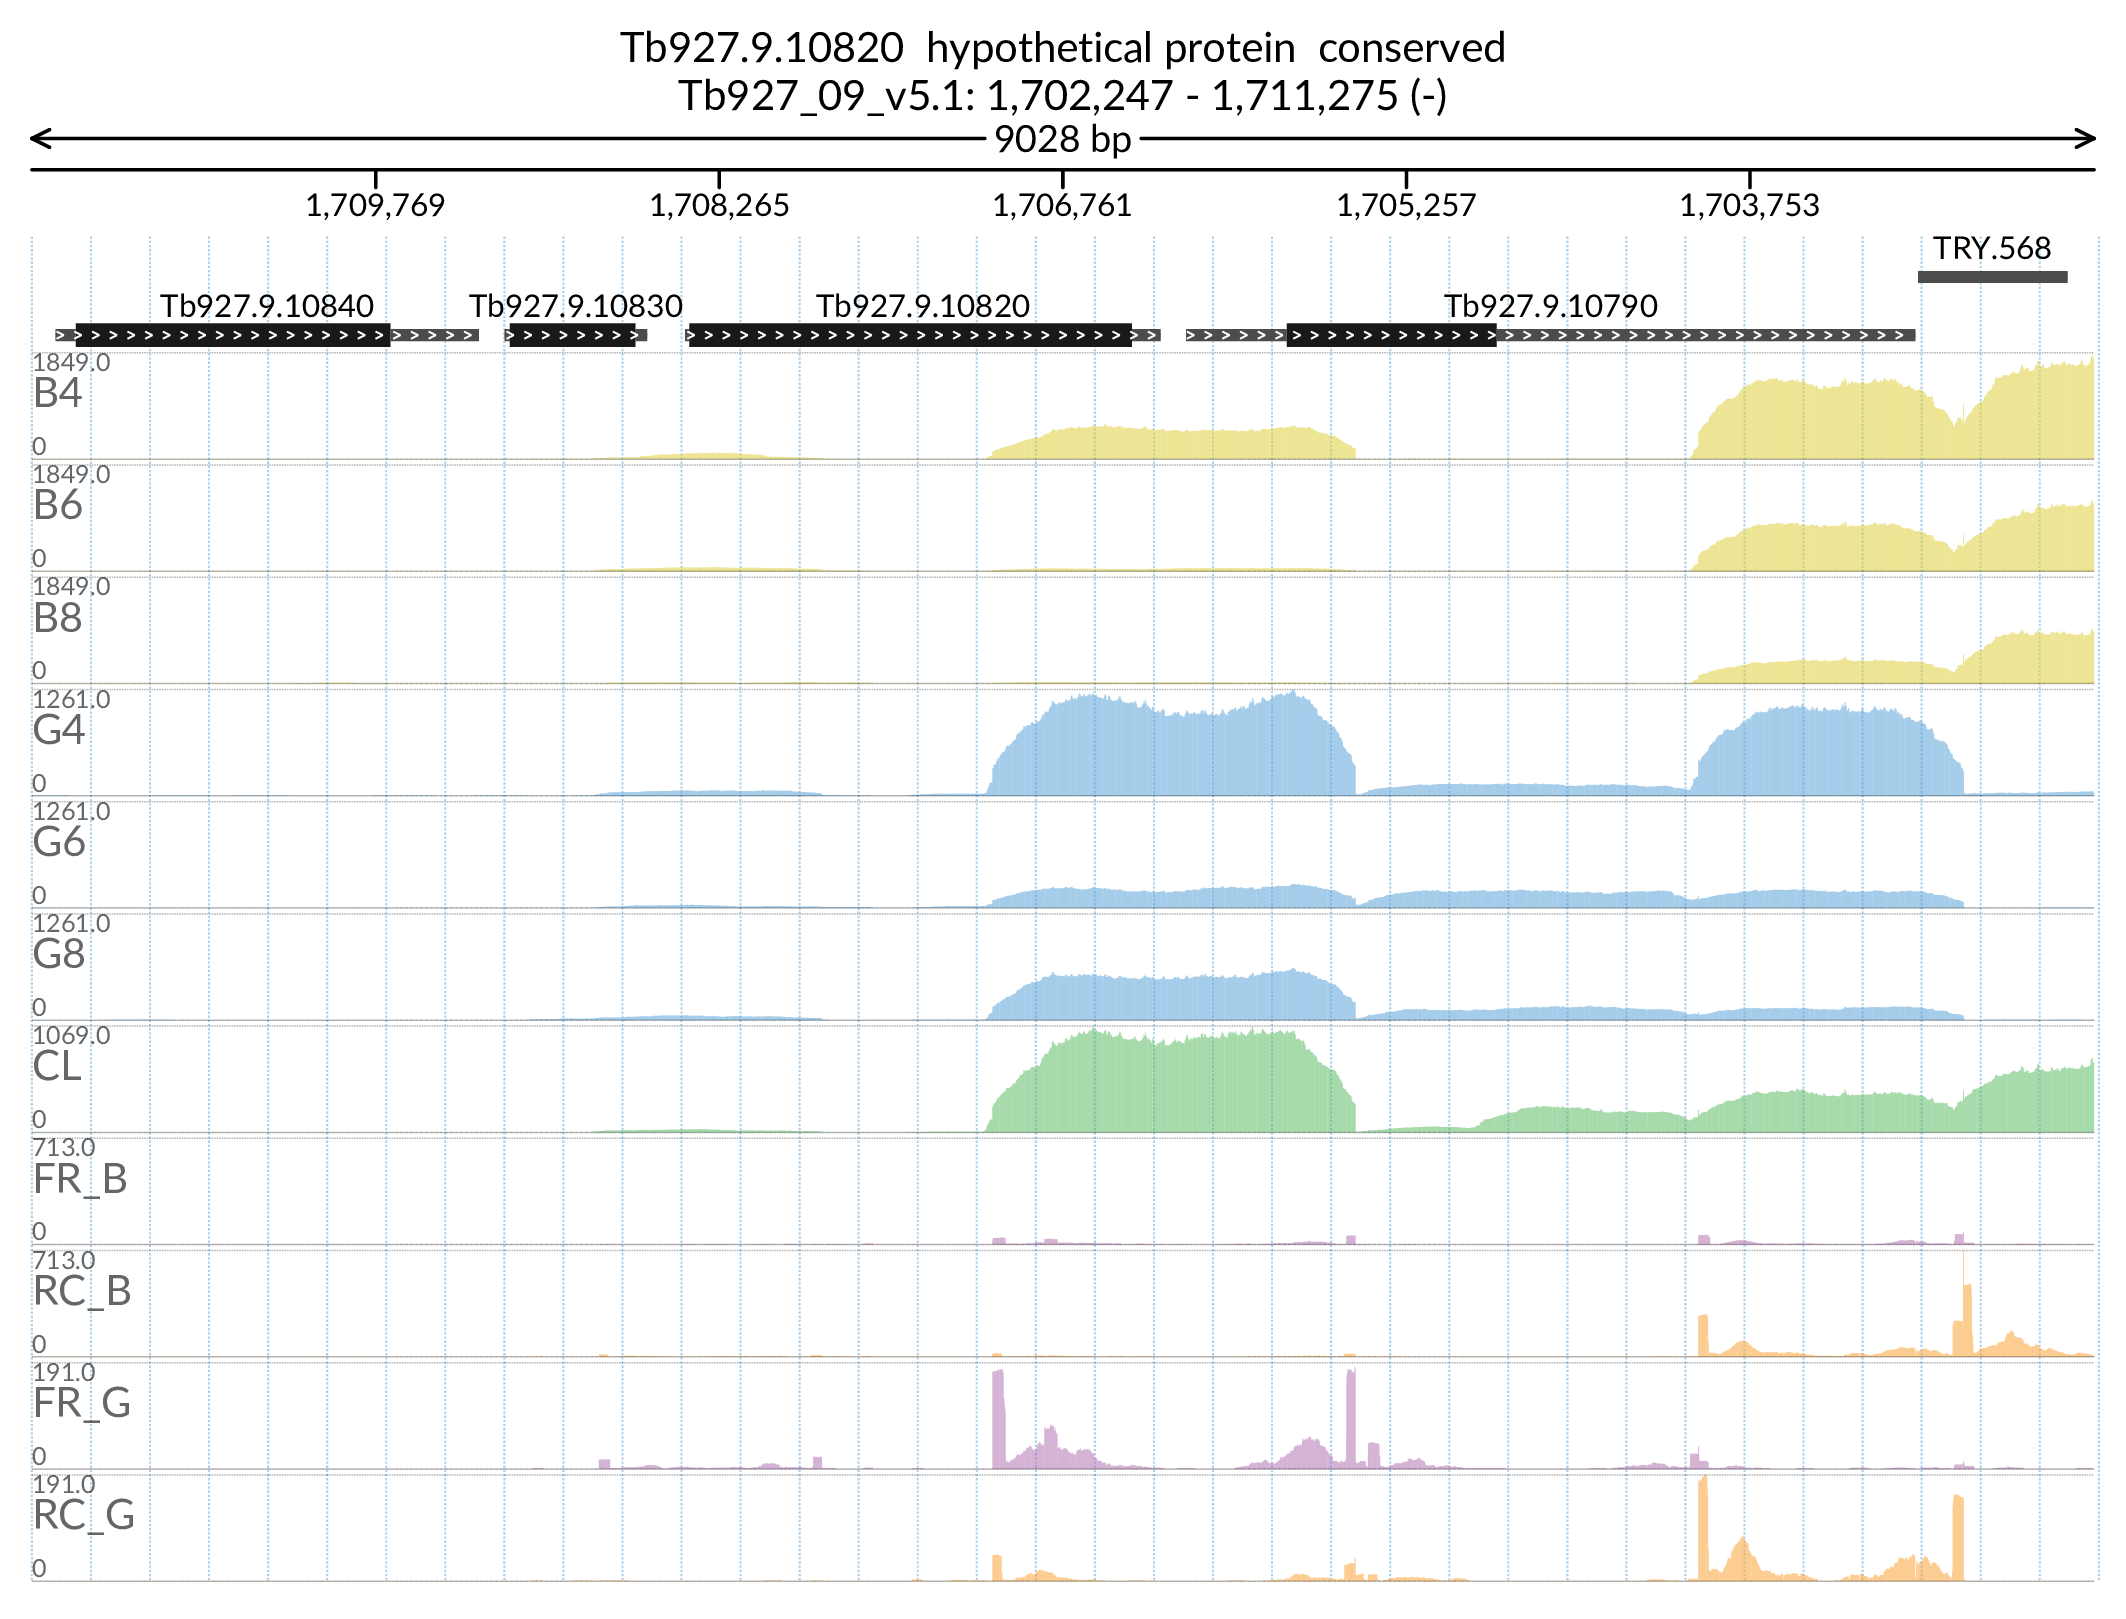 Tb927.9.10820  hypothetical protein  conserved
Tb927_09_v5.1: 1,702,247 - 1,711,275 (-)
9028 bp
1,709,769 1,708,265 1,706,761 1,705,257 1,703,753
TRY.568
Tb927.9.10840 Tb927.9.10830 Tb927.9.10820 Tb927.9.10790
1849.0
B4
0
1849.0
B6
0
1849.0
B8
0
1261.0
G4
0
1261.0
G6
0
1261.0
G8
0
1069.0
CL
0
713.0
FR_B
0
713.0
RC_B
0
191.0
FR_G
0
191.0
RC_G
0